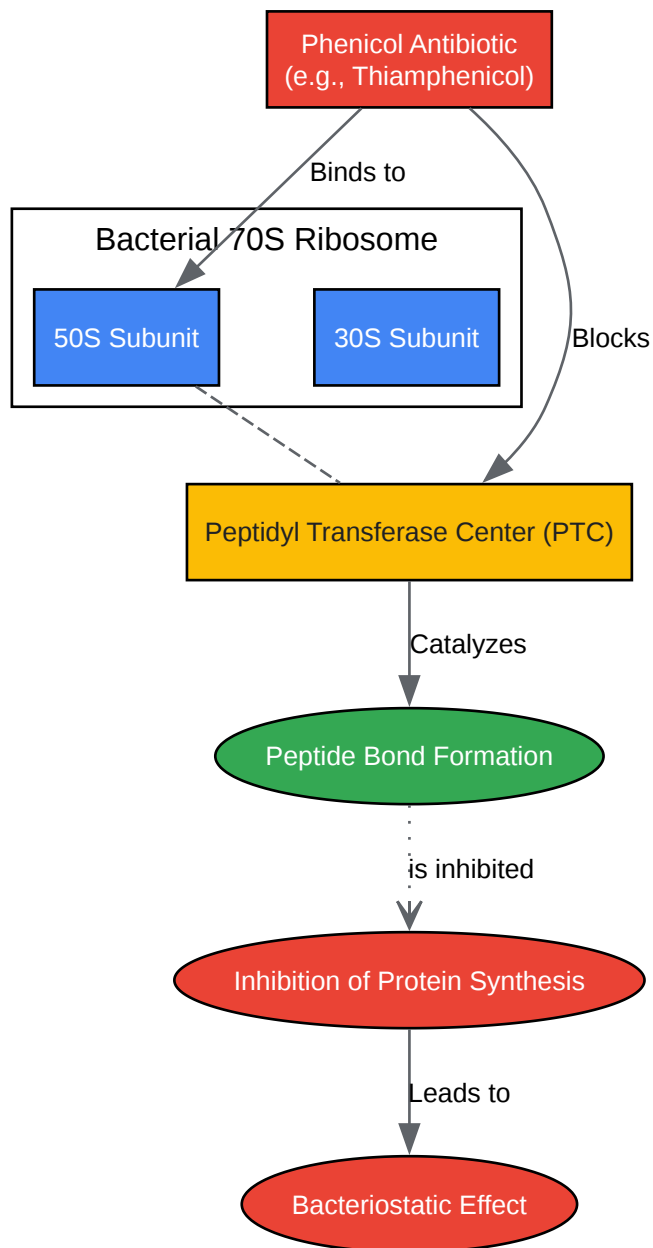 Phenicol Antibiotic
(e.g., Thiamphenicol)
Binds to
Bacterial 70S Ribosome
50S Subunit
30S Subunit
Blocks
Peptidyl Transferase Center (PTC)
Catalyzes
Peptide Bond Formation
is inhibited
Inhibition of Protein Synthesis
Leads to
Bacteriostatic Effect